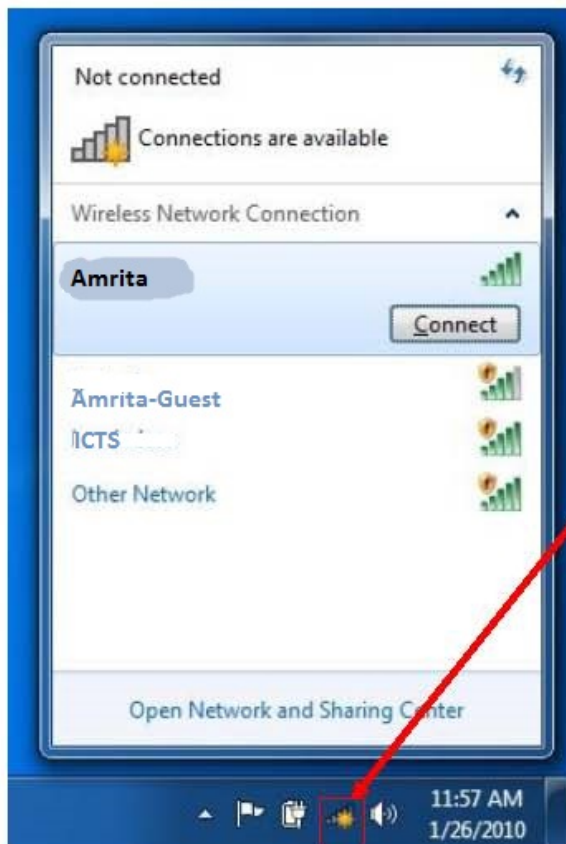 Not connected
Connections are available
Wireless Network Connection
Amrita
Connect
Amrita-Guest
ICTS
Other Network
Open Network and Sharing Center
11:57 AM
1/26/2010